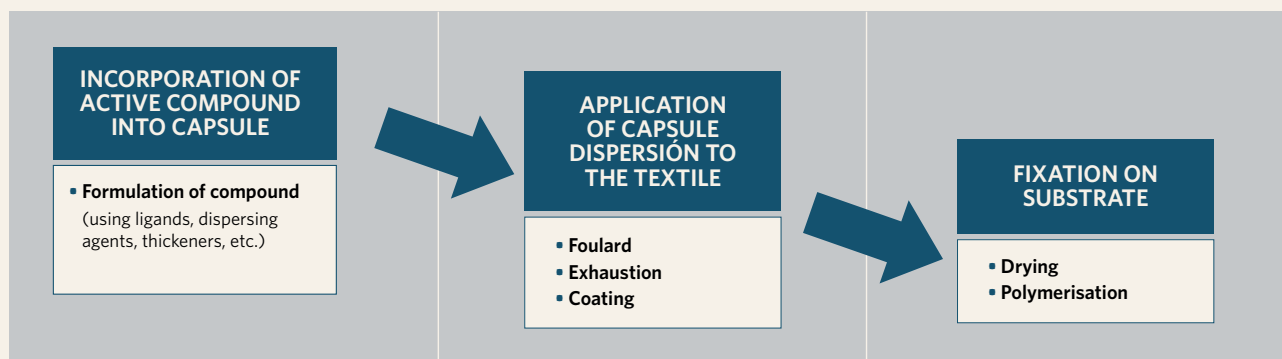 INCORPORATION OF
ACTIVE COMPOUND
INTO CAPSULE
• Formulation of compound
(using ligands, dispersing
agents, thickeners, etc.)
APPLICATION
OF CAPSULE
DISPERSIÓN TO
THE TEXTILE
• Foulard
• Exhaustion
• Coating
FIXATION ON
SUBSTRATE
• Drying
• Polymerisation